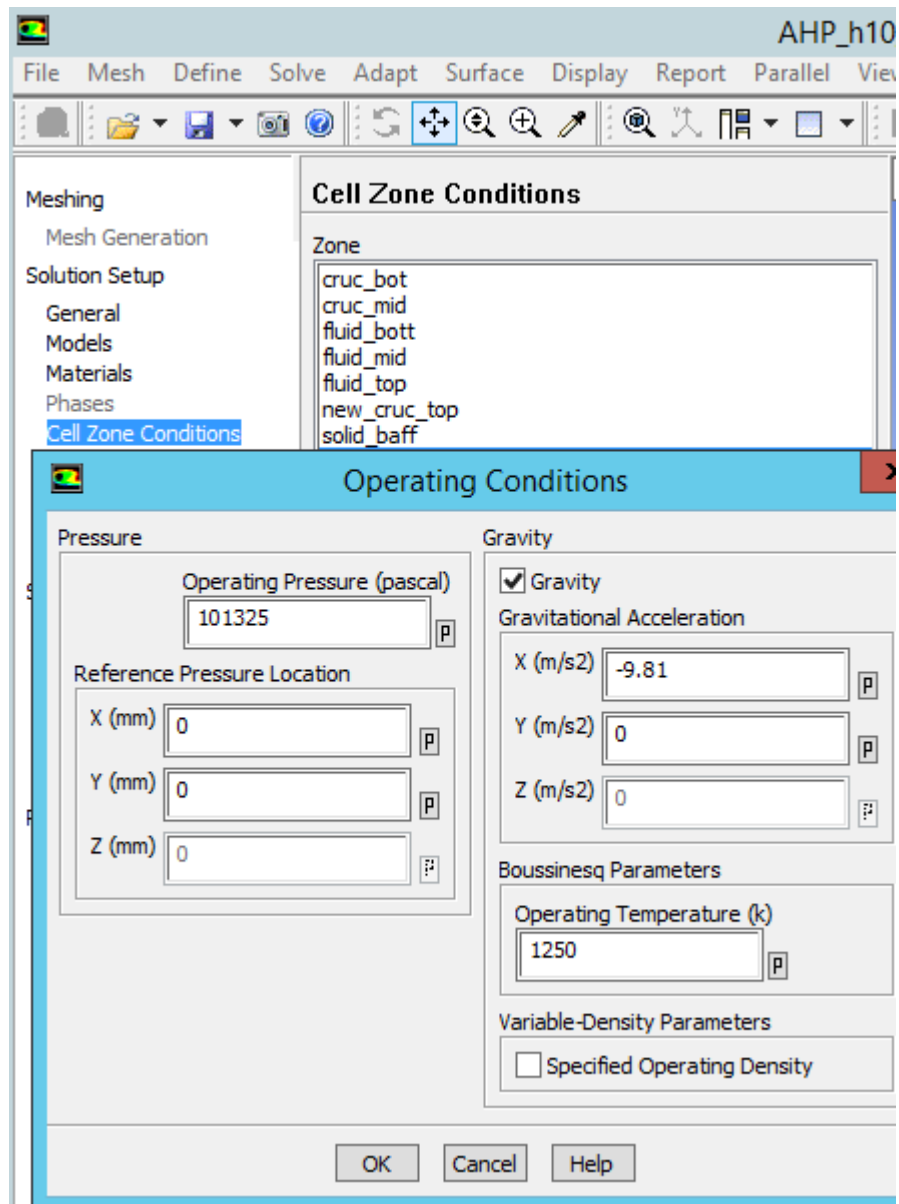 AHP_h10
File Mesh Define Solve Adapt Surface Display Report Parallel View
Meshing
Mesh Generation
Solution Setup
General
Models
Materials
Phases
Cell Zone Conditions
Cell Zone Conditions
Zone
cruc_bot
cruc_mid
fluid_bott
fluid_mid
fluid_top
new_cruc_top
solid_baff
Operating Conditions
Pressure
Operating Pressure (pascal)
101325
P
Reference Pressure Location
X (mm) 0 P
Y (mm) 0 P
Z (mm) 0 P
Gravity
Gravity
Gravitational Acceleration
X (m/s2) -9.81 P
Y (m/s2) 0 P
Z (m/s2) 0 P
Boussinesq Parameters
Operating Temperature (k)
1250 P
Variable-Density Parameters
Specified Operating Density
OK Cancel Help